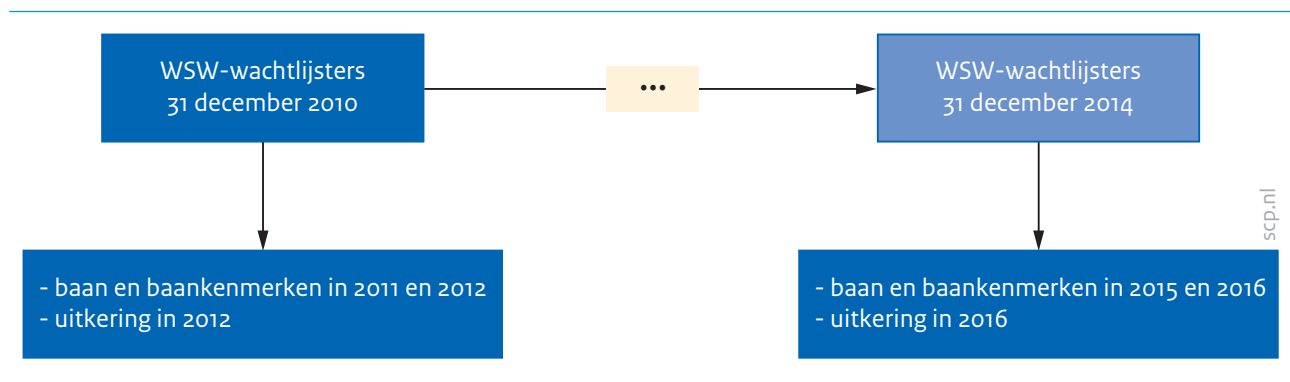 WSW-wachtlijsters
31 december 2010
•••
WSW-wachtlijsters
31 december 2014
- baan en baankenmerken in 2011 en 2012
- uitkering in 2012
- baan en baankenmerken in 2015 en 2016
- uitkering in 2016
scp.nl